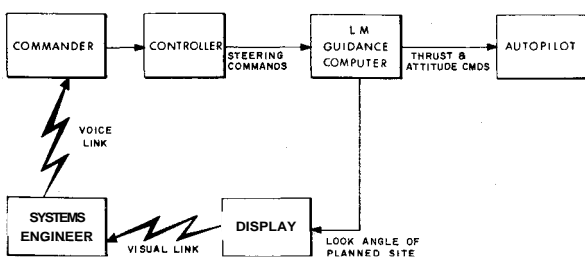 COMMANDER
CONTROLLER
STEERING
COMMANDS
LM
GUIDANCE
COMPUTER
THRUST &
ATTITUDE CMDS
AUTOPILOT
VOICE
LINK
SYSTEMS
ENGINEER
VISUAL LINK
DISPLAY
LOOK ANGLE OF
PLANNED SITE